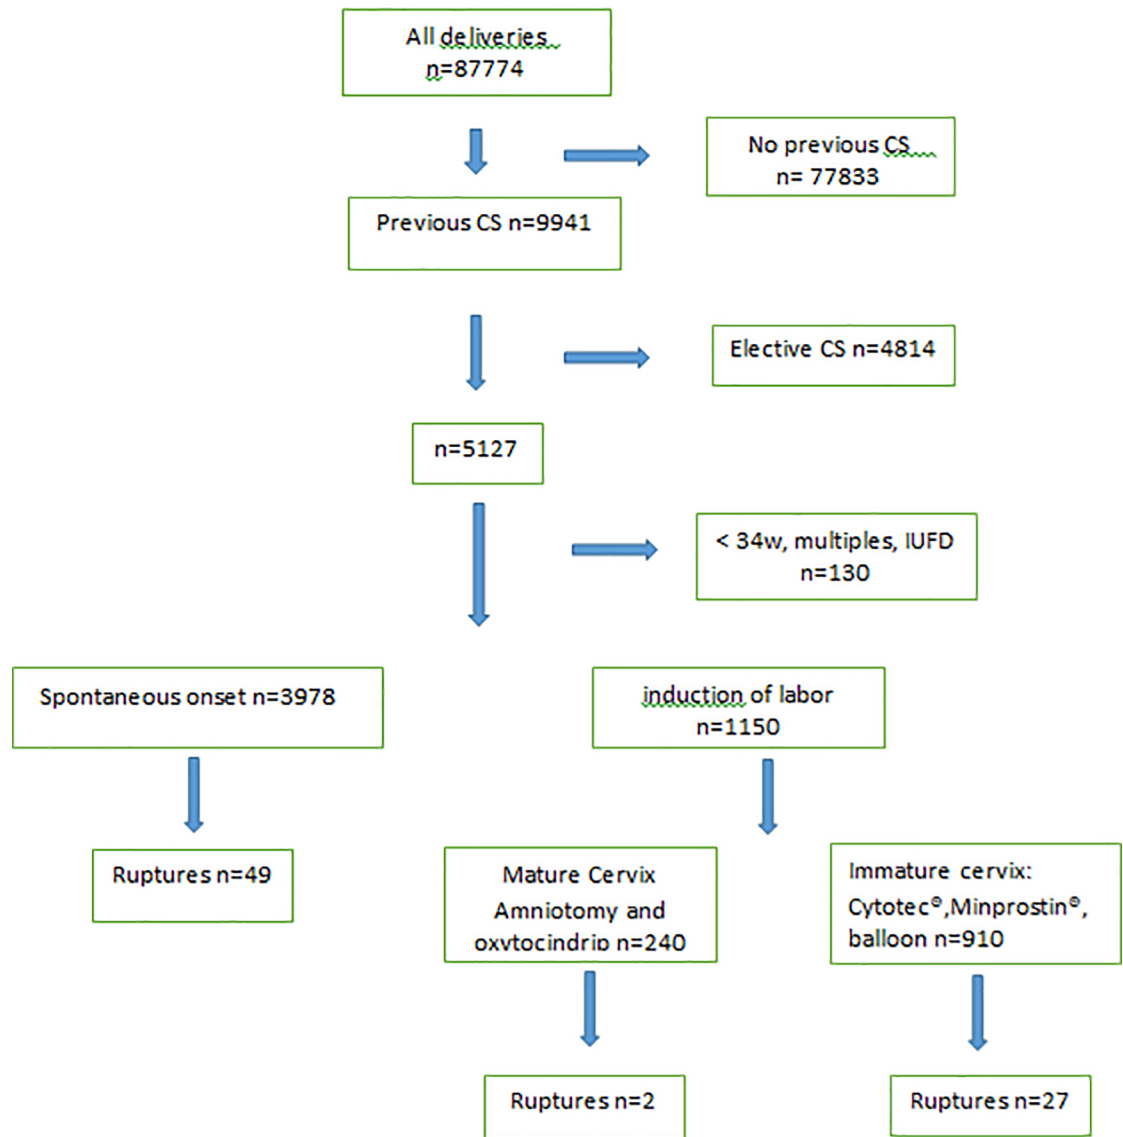 All deliveries
n=87774
No previous CS
n= 77833
Previous CS n=9941
Elective CS n=4814
n=5127
< 34w, multiples, IUFD
n=130
Spontaneous onset n=3978
induction of labor
n=1150
Ruptures n=49
Mature Cervix
Amniotomy and
oxytocindrip n=240
Immature cervix:
Cytotec®,Minprostin®,
balloon n=910
Ruptures n=2
Ruptures n=27